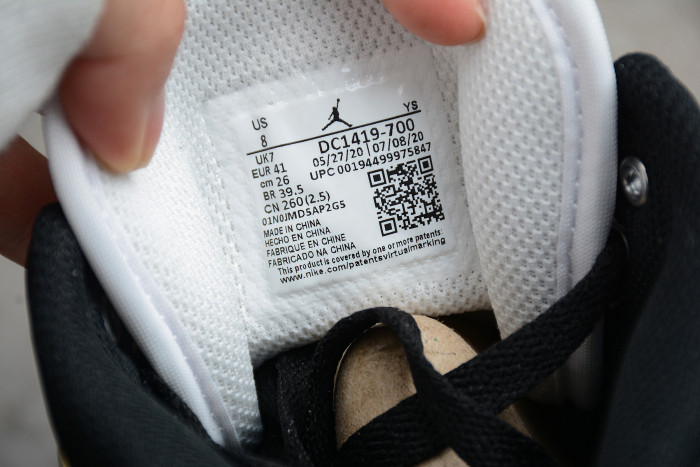 US YS
8 DC1419-700
UK7 05/27/20 07/08/20
EUR 41 UPC 00194499975847
cm 26
BR 39.5
CN 260(2.5)
01N0JMD5AP2G5
MADE IN CHINA
HECHO EN CHINA
FABRIQUE EN CHINE
FABRICADO NA CHINA
This product is covered by one or more patents:
www.nike.com/patentsvirtualmarking